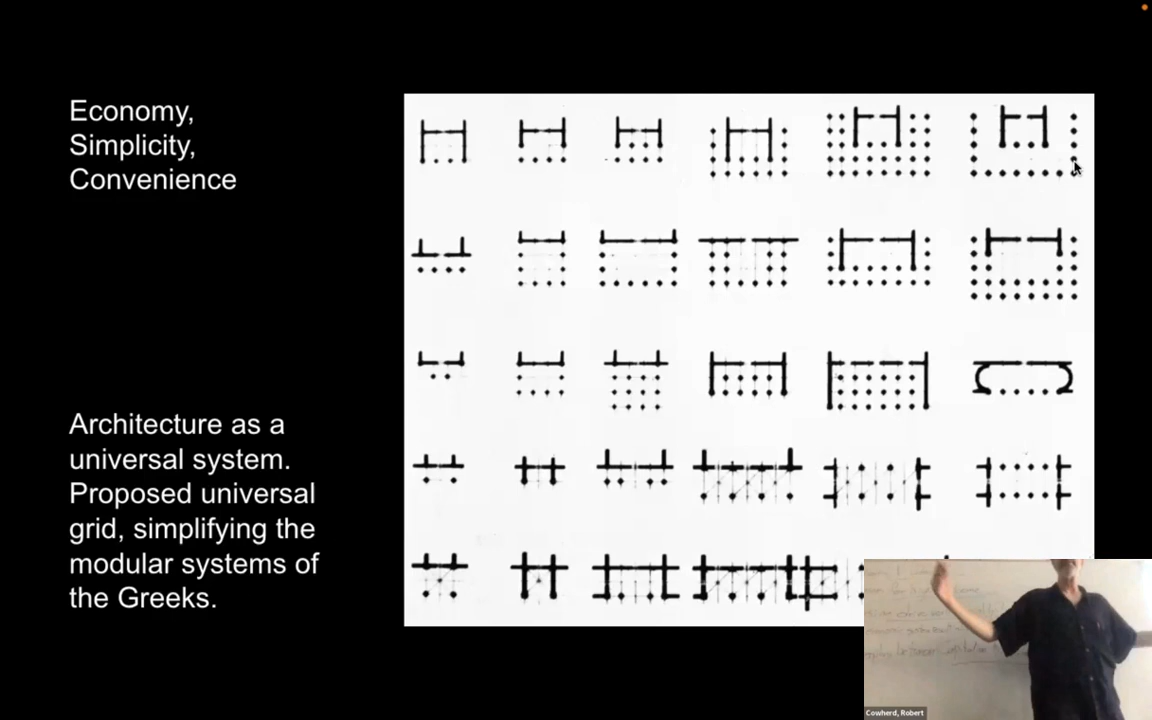 Economy,
Simplicity,
Convenience
Architecture as a
universal system.
Proposed universal
grid, simplifying the
modular systems of
the Greeks.
Cowherd, Robert